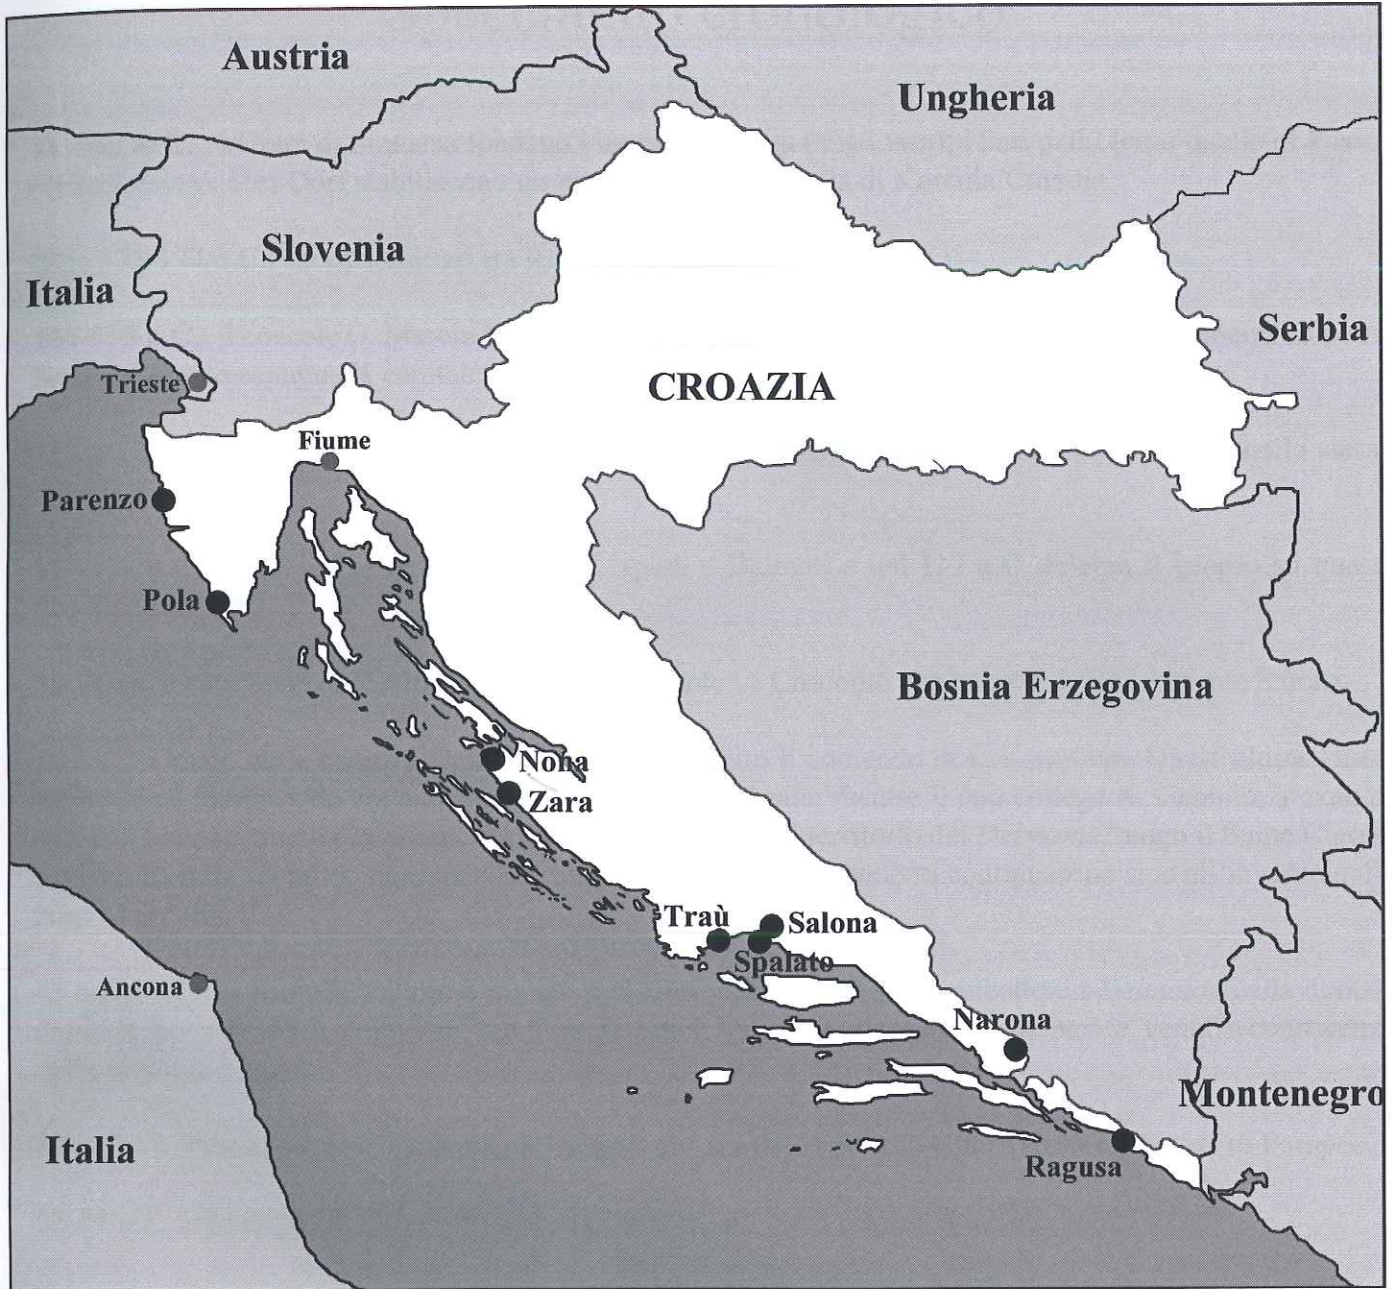 Austria
Ungheria
Slovenia
Italia
Serbia
Trieste
CROAZIA
Fiume
Parenzo
Pola
Bosnia Erzegovina
Nona
Zara
Traù
Salona
Spalato
Ancona
Narona
Montenegro
Italia
Ragusa